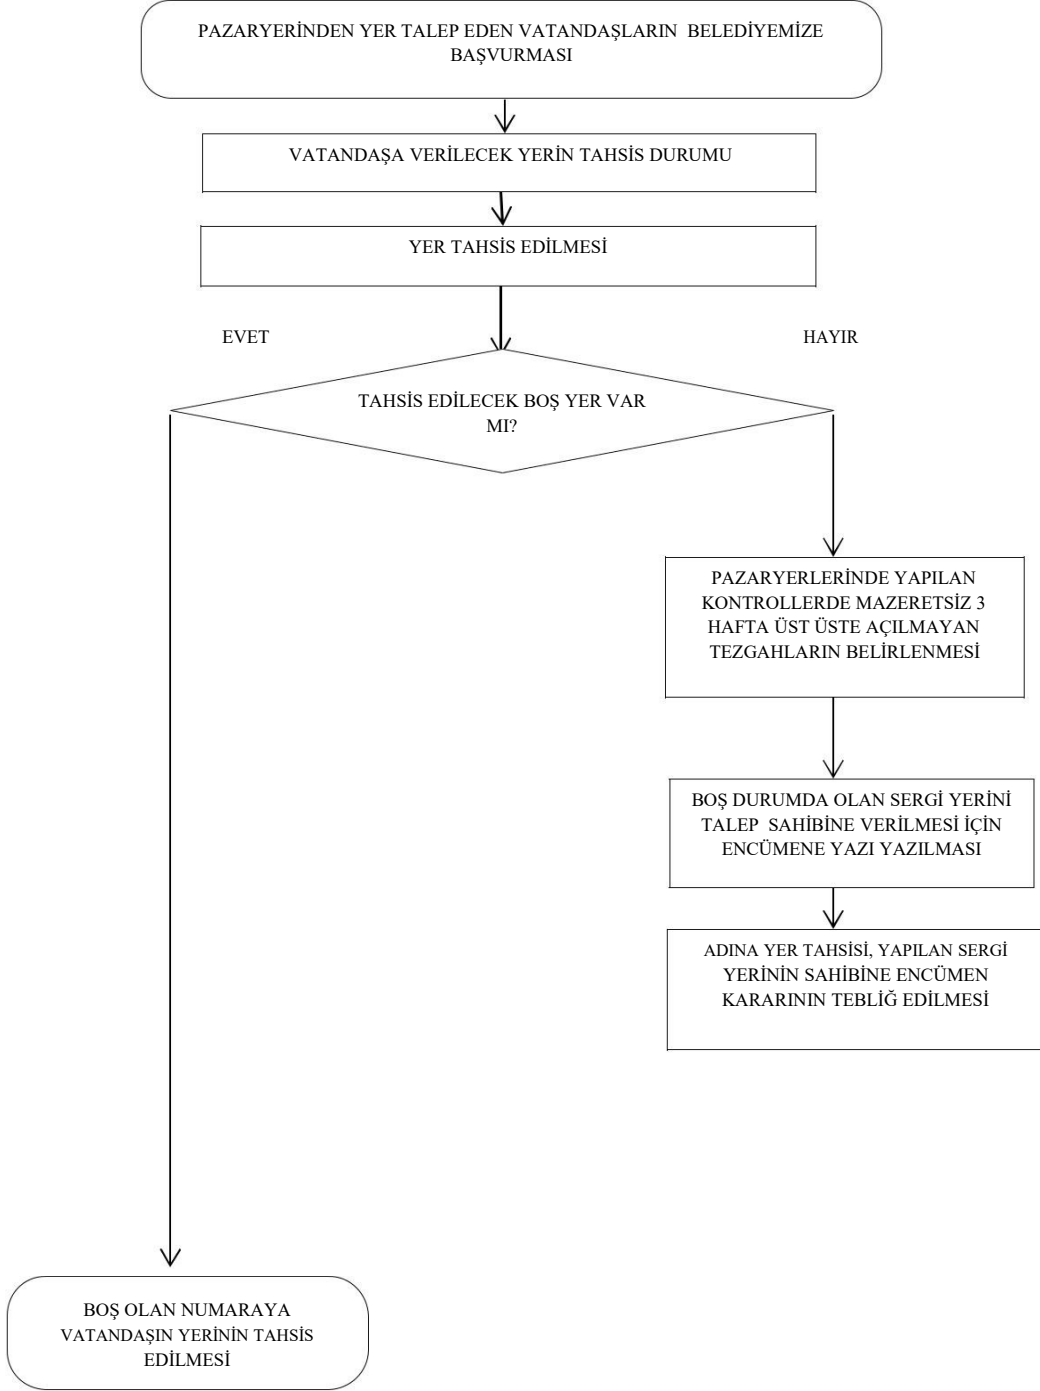 PAZARYERİNDEN YER TALEP EDEN VATANDAŞLARIN BELEDİYEMİZE
BAŞVURMASI
VATANDAŞA VERİLECEK YERİN TAHSİS DURUMU
YER TAHSİS EDİLMESİ
EVET
HAYIR
TAHSİS EDİLECEK BOŞ YER VAR
MI?
PAZARYERLERİNDE YAPILAN
KONTROLLERDE MAZERETSİZ 3
HAFTA ÜST ÜSTE AÇILMAYAN
TEZGAHLARIN BELİRLENMESİ
BOŞ DURUMDA OLAN SERGİ YERİNİ
TALEP SAHİBİNE VERİLMESİ İÇİN
ENCÜMENE YAZI YAZILMASI
ADINA YER TAHSİSİ, YAPILAN SERGİ
YERİNİN SAHİBİNE ENCÜMEN
KARARININ TEBLİĞ EDİLMESİ
BOŞ OLAN NUMARAYA
VATANDAŞIN YERİNİN TAHSİS
EDİLMESİ